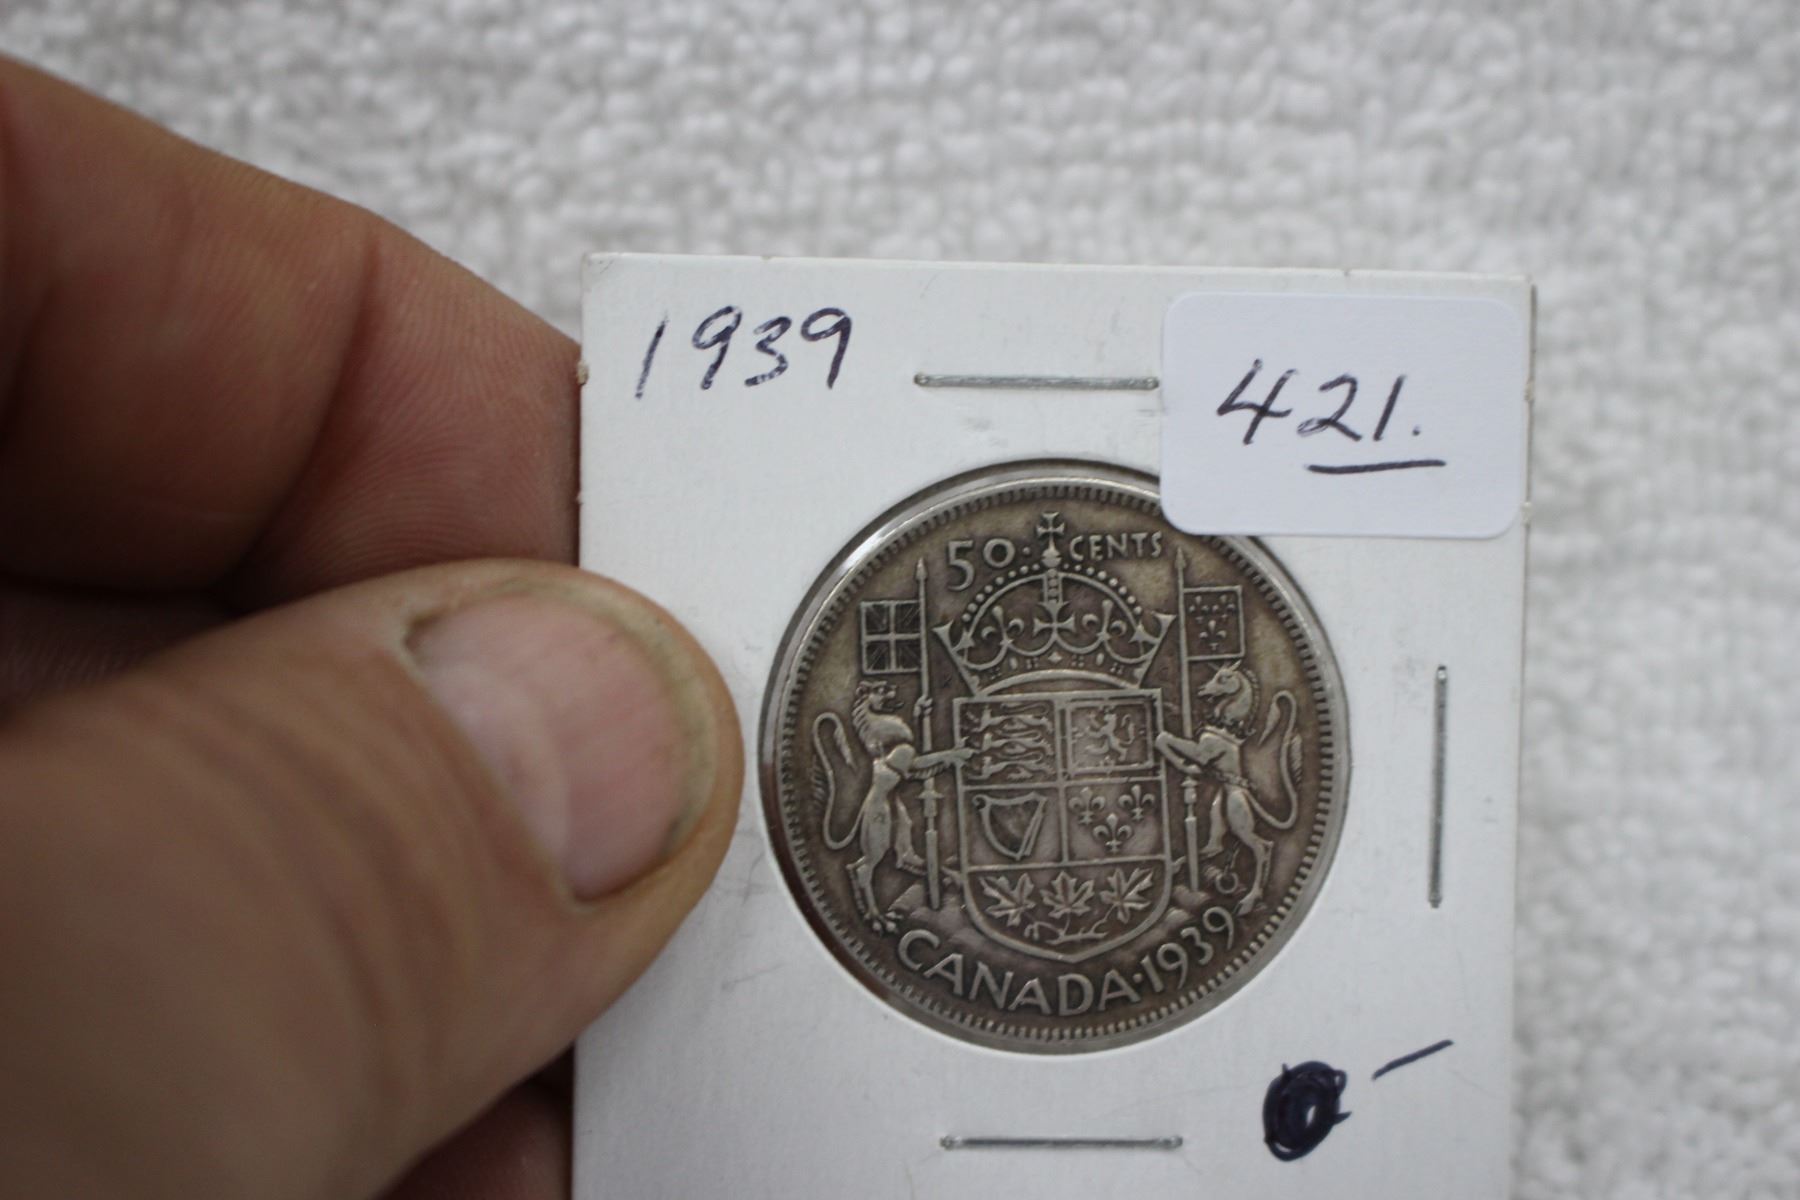 1939
421.
50 · CENTS
CANADA · 1939